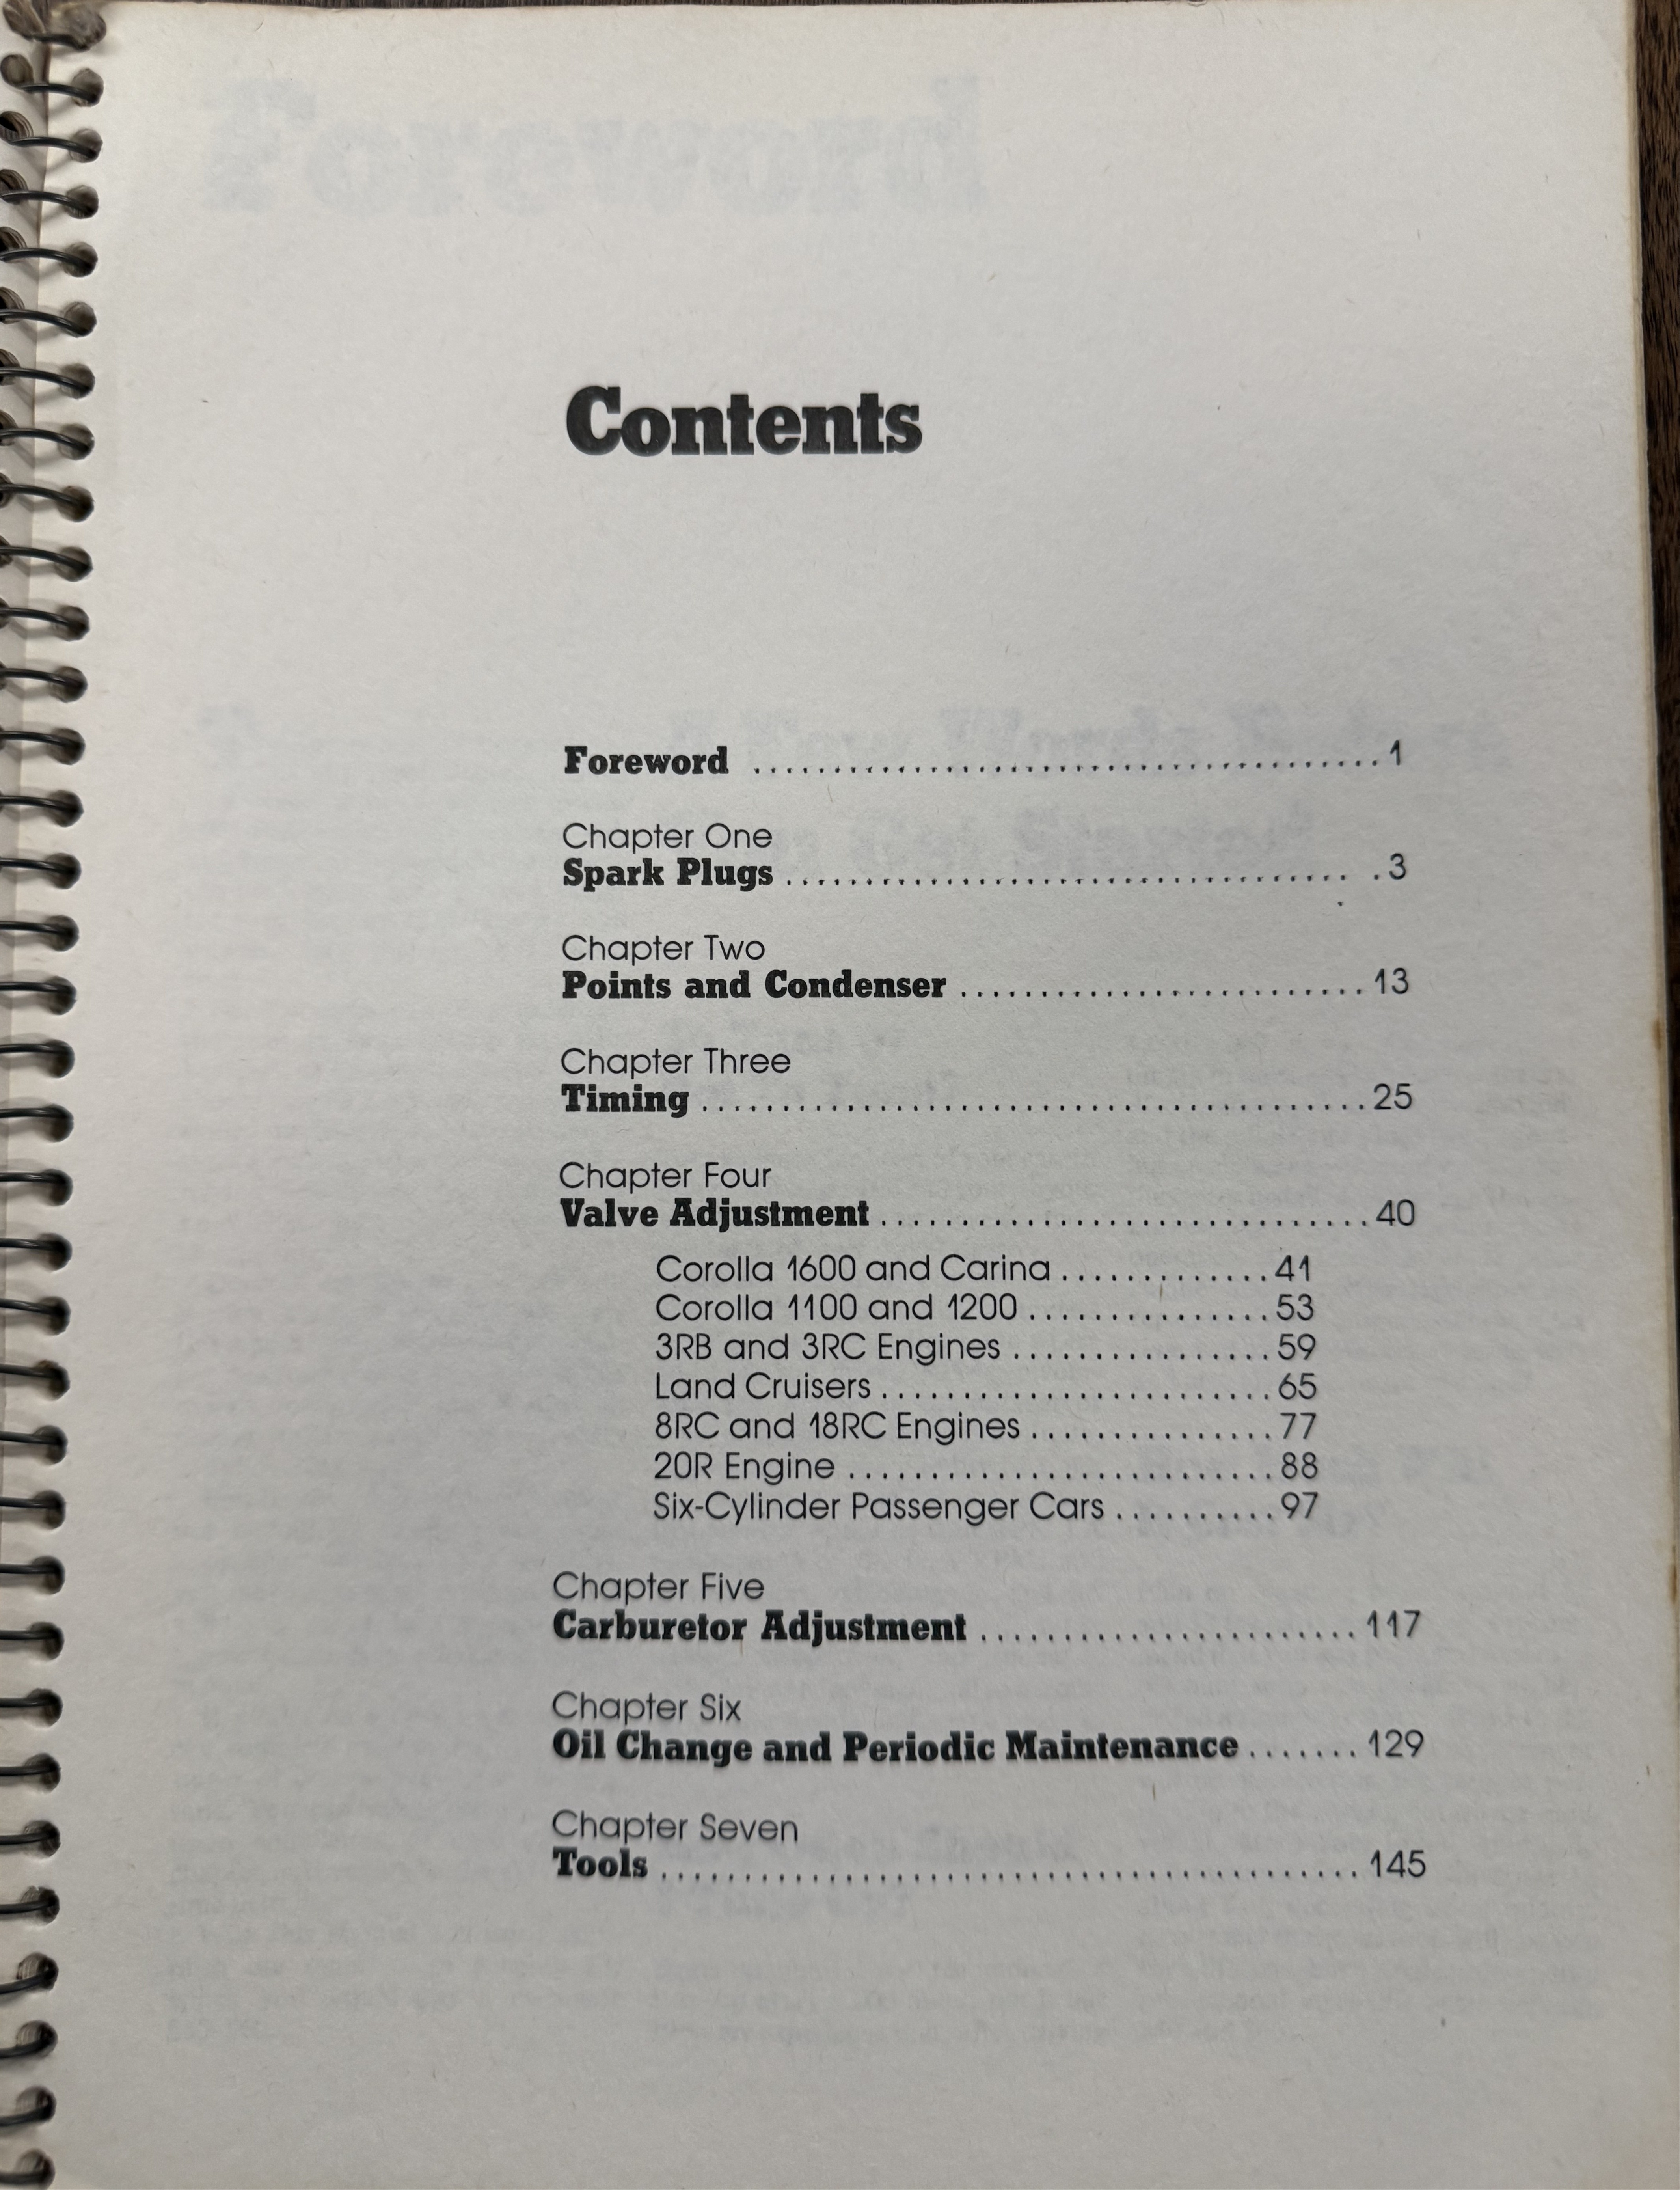 Contents
Foreword ........................................1
Chapter One
Spark Plugs .................................... .3
Chapter Two
Points and Condenser ..........................13
Chapter Three
Timing ..........................................25
Chapter Four
Valve Adjustment ...............................40
Corolla 1600 and Carina .............41
Corolla 1100 and 1200 ...............53
3RB and 3RC Engines ................59
Land Cruisers ........................65
8RC and 18RC Engines ...............77
20R Engine ..........................88
Six-Cylinder Passenger Cars ..........97
Chapter Five
Carburetor Adjustment ........................117
Chapter Six
Oil Change and Periodic Maintenance .......129
Chapter Seven
Tools ...........................................145